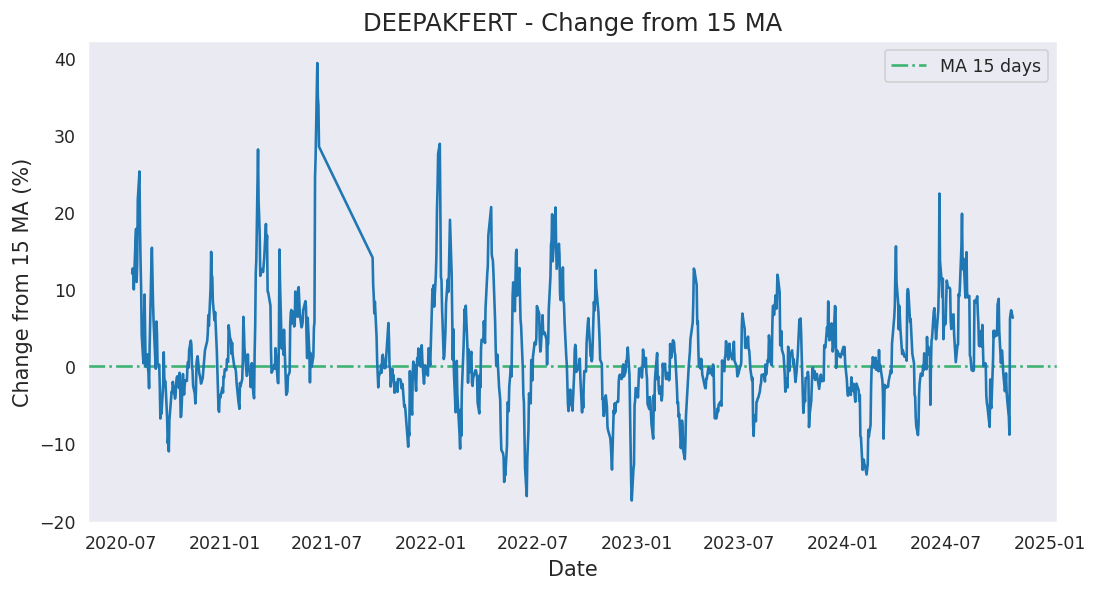 DEEPAKFERT - Change from 15 MA
MA 15 days
Change from 15 MA (%)
40
30
20
10
0
−10
−20
2020-07 2021-01 2021-07 2022-01 2022-07 2023-01 2023-07 2024-01 2024-07 2025-01
Date